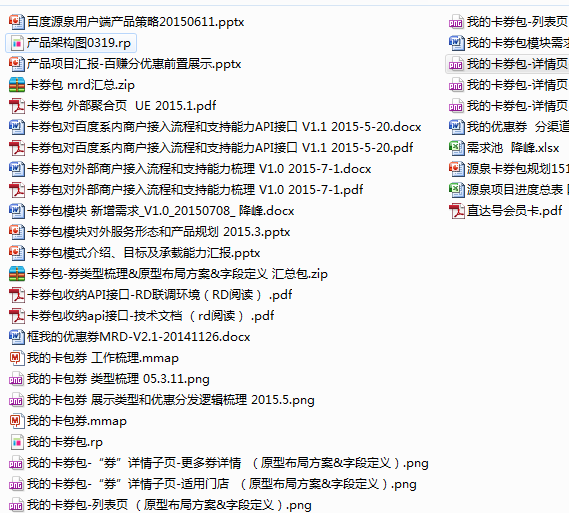 百度源泉用户端产品策略20150611.pptx
产品架构图0319.rp
产品项目汇报-百赚分优惠前置展示.pptx
卡券包 mrd汇总.zip
卡券包 外部聚合页  UE 2015.1.pdf
卡券包对百度系内商户接入流程和支持能力API接口 V1.1 2015-5-20.docx
卡券包对百度系内商户接入流程和支持能力API接口 V1.1 2015-5-20.pdf
卡券包对外部商户接入流程和支持能力梳理 V1.0 2015-7-1.docx
卡券包对外部商户接入流程和支持能力梳理 V1.0 2015-7-1.pdf
卡券包模块 新增需求_V1.0_20150708_ 降峰.docx
卡券包模块对外服务形态和产品规划 2015.3.pptx
卡券包模式介绍、目标及承载能力汇报.pptx
卡券包-券类型梳理&原型布局方案&字段定义 汇总包.zip
卡券包收纳API接口-RD联调环境（RD阅读） .pdf
卡券包收纳api接口-技术文档 （rd阅读） .pdf
框我的优惠券MRD-V2.1-20141126.docx
我的卡包券 工作梳理.mmap
我的卡包券 类型梳理 05.3.11.png
我的卡包券 展示类型和优惠分发逻辑梳理 2015.5.png
我的卡包券.mmap
我的卡券包.rp
我的卡券包-“券”详情子页-更多券详情 （原型布局方案&字段定义）.png
我的卡券包-“券”详情子页-适用门店 （原型布局方案&字段定义）.png
我的卡券包-列表页 （原型布局方案&字段定义）.png
我的卡券包-列表页
我的卡券包模块需求
我的卡券包-详情页
我的卡券包-详情页
我的卡券包-详情页
我的优惠券  分渠道
需求池  降峰.xlsx
源泉卡券包规划151
源泉项目进度总表
直达号会员卡.pdf